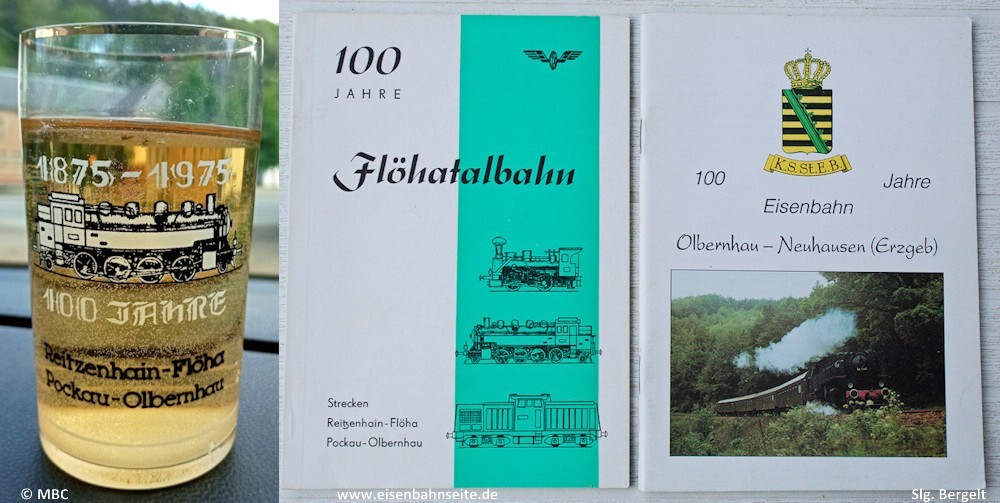 1875 - 1975
100 JAHRE
Reitzenhain-Flöha
Pockau-Olbernhau
100
JAHRE
Flöhatalbahn
Strecken
Reitzenhain-Flöha
Pockau-Olbernhau
K.S.St.E.B.
100 Jahre
Eisenbahn
Olbernhau – Neuhausen (Erzgeb)
© MBC
www.eisenbahnseite.de
Slg. Bergelt